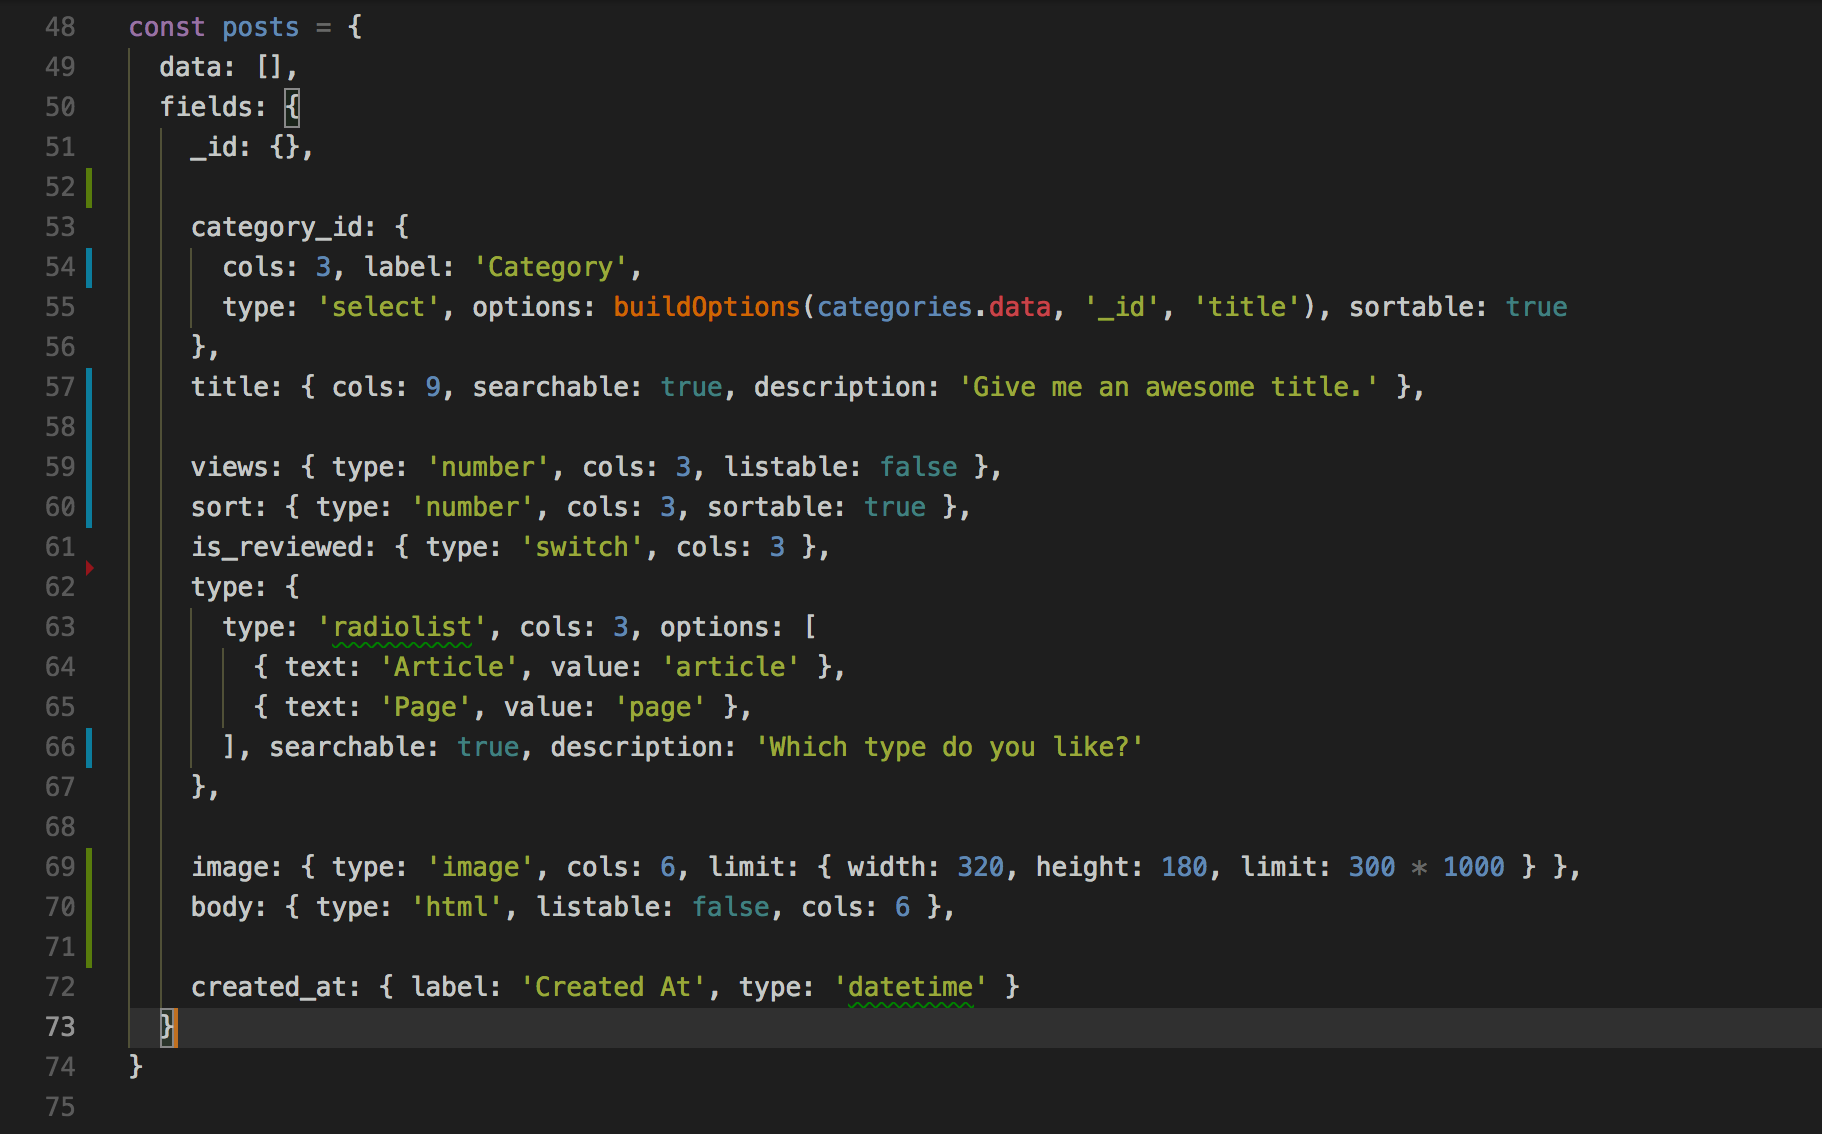 48 const posts = {
49   data: [],
50   fields: {
51     _id: {},
52
53     category_id: {
54       cols: 3, label: 'Category',
55       type: 'select', options: buildOptions(categories.data, '_id', 'title'), sortable: true
56     },
57     title: { cols: 9, searchable: true, description: 'Give me an awesome title.' },
58
59     views: { type: 'number', cols: 3, listable: false },
60     sort: { type: 'number', cols: 3, sortable: true },
61     is_reviewed: { type: 'switch', cols: 3 },
62     type: {
63       type: 'radiolist', cols: 3, options: [
64         { text: 'Article', value: 'article' },
65         { text: 'Page', value: 'page' },
66       ], searchable: true, description: 'Which type do you like?'
67     },
68
69     image: { type: 'image', cols: 6, limit: { width: 320, height: 180, limit: 300 * 1000 } },
70     body: { type: 'html', listable: false, cols: 6 },
71
72     created_at: { label: 'Created At', type: 'datetime' }
73   }
74 }
75